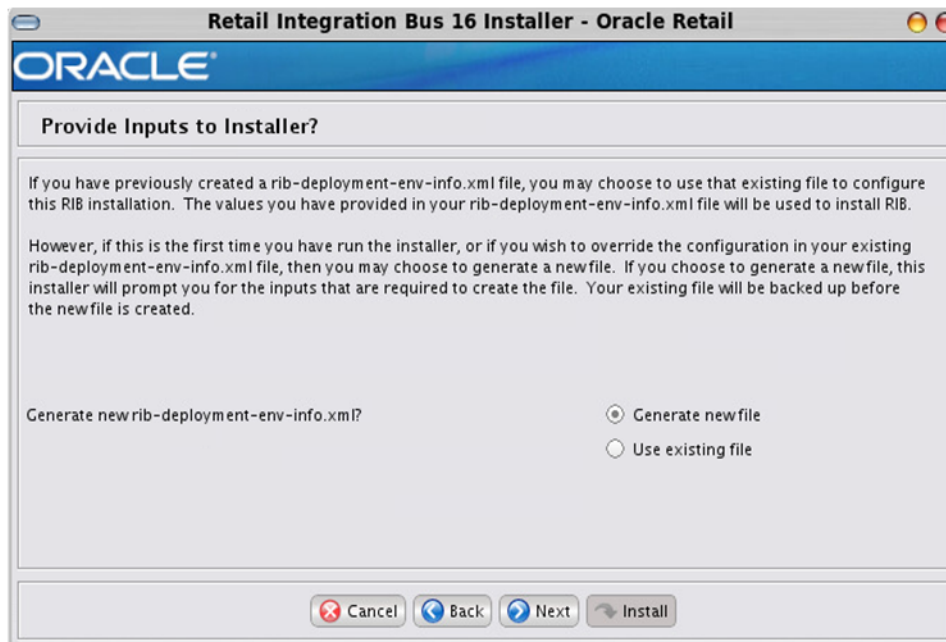 Retail Integration Bus 16 Installer - Oracle Retail
ORACLE®
Provide Inputs to Installer?
If you have previously created a rib-deployment-env-info.xml file, you may choose to use that existing file to configure
this RIB installation. The values you have provided in your rib-deployment-env-info.xml file will be used to install RIB.
However, if this is the first time you have run the installer, or if you wish to override the configuration in your existing
rib-deployment-env-info.xml file, then you may choose to generate a new file. If you choose to generate a new file, this
installer will prompt you for the inputs that are required to create the file. Your existing file will be backed up before
the new file is created.
Generate new rib-deployment-env-info.xml?
Generate new file
Use existing file
Cancel Back Next Install